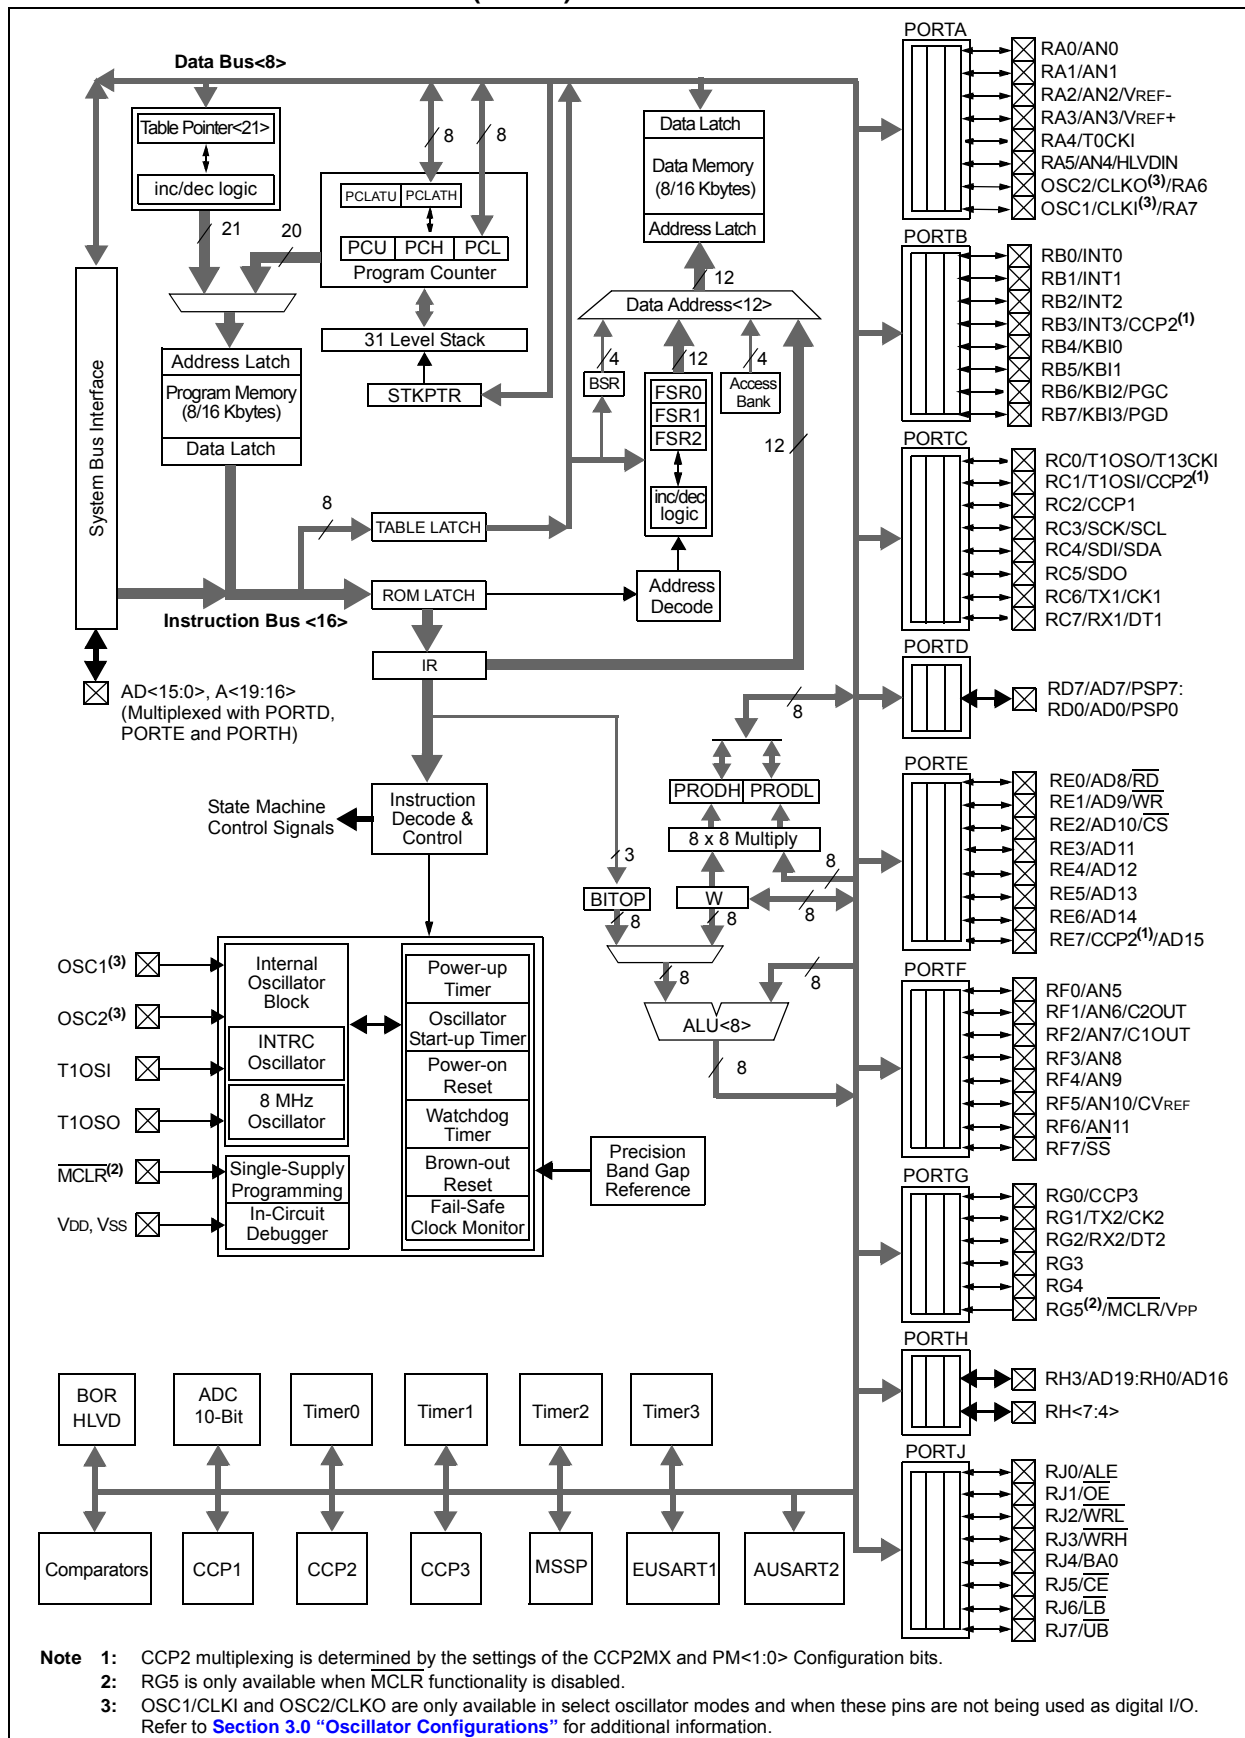 Data Bus<8>
Table Pointer<21>
inc/dec logic
21
20
8
8
PCLATU PCLATH
PCU PCH PCL
Program Counter
31 Level Stack
STKPTR
Data Latch
Data Memory
(8/16 Kbytes)
Address Latch
12
Data Address<12>
4
12
4
BSR
FSR0
FSR1
FSR2
inc/dec
logic
Access
Bank
12
System Bus Interface
Address Latch
Program Memory
(8/16 Kbytes)
Data Latch
8
TABLE LATCH
ROM LATCH
Instruction Bus <16>
Address
Decode
IR
AD<15:0>, A<19:16>
(Multiplexed with PORTD,
PORTE and PORTH)
8
PRODH PRODL
8 x 8 Multiply
State Machine
Control Signals
Instruction
Decode &
Control
3
8
BITOP
W
8
8
8
8
8
ALU<8>
8
OSC1(3)
OSC2(3)
T1OSI
T1OSO
MCLR(2)
VDD, VSS
Internal
Oscillator
Block
INTRC
Oscillator
8 MHz
Oscillator
Single-Supply
Programming
In-Circuit
Debugger
Power-up
Timer
Oscillator
Start-up Timer
Power-on
Reset
Watchdog
Timer
Brown-out
Reset
Fail-Safe
Clock Monitor
Precision
Band Gap
Reference
BOR
HLVD
ADC
10-Bit
Timer0
Timer1
Timer2
Timer3
Comparators
CCP1
CCP2
CCP3
MSSP
EUSART1
AUSART2
PORTA
RA0/AN0
RA1/AN1
RA2/AN2/VREF-
RA3/AN3/VREF+
RA4/T0CKI
RA5/AN4/HLVDIN
OSC2/CLKO(3)/RA6
OSC1/CLKI(3)/RA7
PORTB
RB0/INT0
RB1/INT1
RB2/INT2
RB3/INT3/CCP2(1)
RB4/KBI0
RB5/KBI1
RB6/KBI2/PGC
RB7/KBI3/PGD
PORTC
RC0/T1OSO/T13CKI
RC1/T1OSI/CCP2(1)
RC2/CCP1
RC3/SCK/SCL
RC4/SDI/SDA
RC5/SDO
RC6/TX1/CK1
RC7/RX1/DT1
PORTD
RD7/AD7/PSP7:
RD0/AD0/PSP0
PORTE
RE0/AD8/RD
RE1/AD9/WR
RE2/AD10/CS
RE3/AD11
RE4/AD12
RE5/AD13
RE6/AD14
RE7/CCP2(1)/AD15
PORTF
RF0/AN5
RF1/AN6/C2OUT
RF2/AN7/C1OUT
RF3/AN8
RF4/AN9
RF5/AN10/CVREF
RF6/AN11
RF7/SS
PORTG
RG0/CCP3
RG1/TX2/CK2
RG2/RX2/DT2
RG3
RG4
RG5(2)/MCLR/VPP
PORTH
RH3/AD19:RH0/AD16
RH<7:4>
PORTJ
RJ0/ALE
RJ1/OE
RJ2/WRL
RJ3/WRH
RJ4/BA0
RJ5/CE
RJ6/LB
RJ7/UB
Note 1: CCP2 multiplexing is determined by the settings of the CCP2MX and PM<1:0> Configuration bits.
2: RG5 is only available when MCLR functionality is disabled.
3: OSC1/CLKI and OSC2/CLKO are only available in select oscillator modes and when these pins are not being used as digital I/O.
Refer to Section 3.0 “Oscillator Configurations” for additional information.